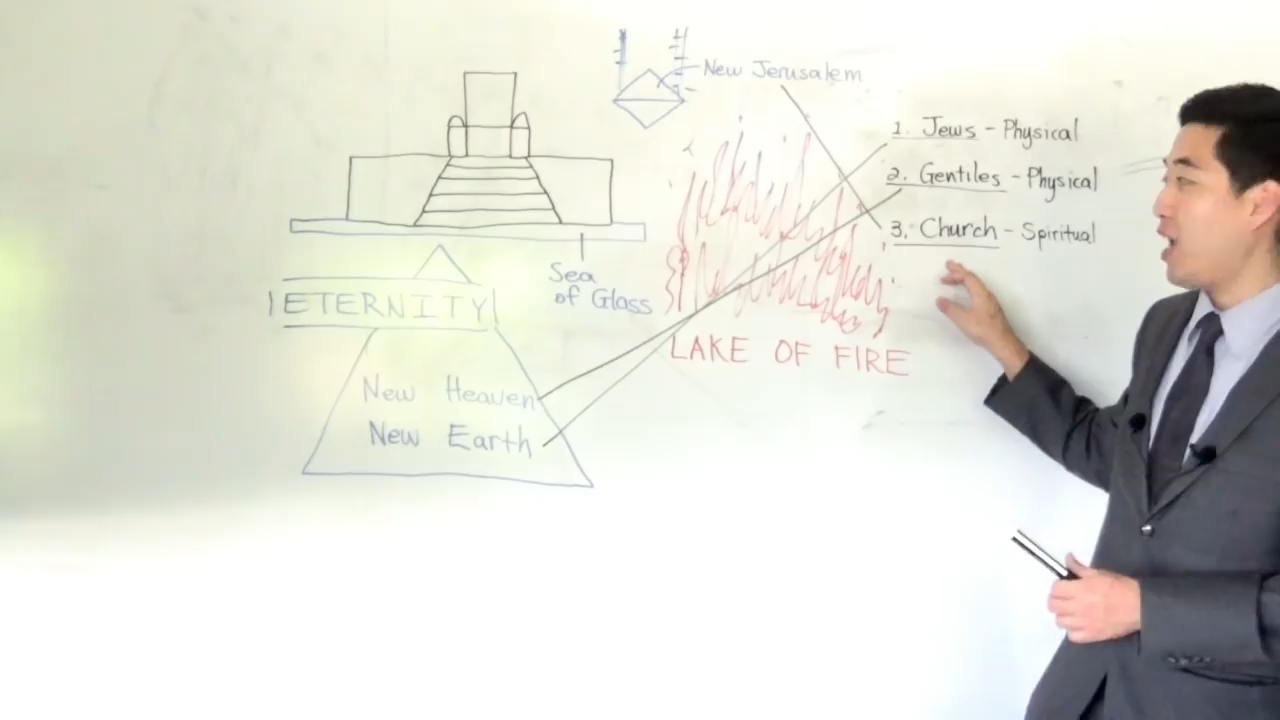 New Jerusalem
1. Jews - Physical
2. Gentiles - Physical
3. Church - Spiritual
Sea
of Glass
ETERNITY
LAKE OF FIRE
New Heaven
New Earth